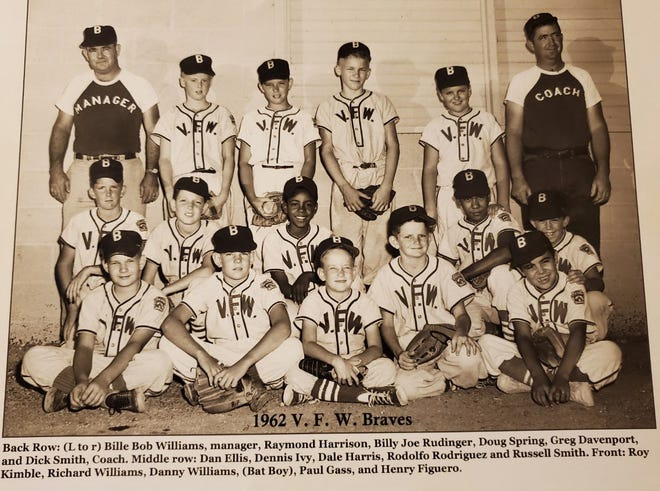 B B B B B B
MANAGER V.F.W. V.F.W. V.F.W. V.F.W. COACH
B B B B B
V. V.F.W. V.F.W. V.F.W.
B B B B B
V.F.W. V.F.W. V.F.W. V.F.W. V.F.W.
1962 V. F. W. Braves
Back Row: (L to r) Bille Bob Williams, manager, Raymond Harrison, Billy Joe Rudinger, Doug Spring, Greg Davenport,
and Dick Smith, Coach. Middle row: Dan Ellis, Dennis Ivy, Dale Harris, Rodolfo Rodriguez and Russell Smith. Front: Roy
Kimble, Richard Williams, Danny Williams, (Bat Boy), Paul Gass, and Henry Figuero.